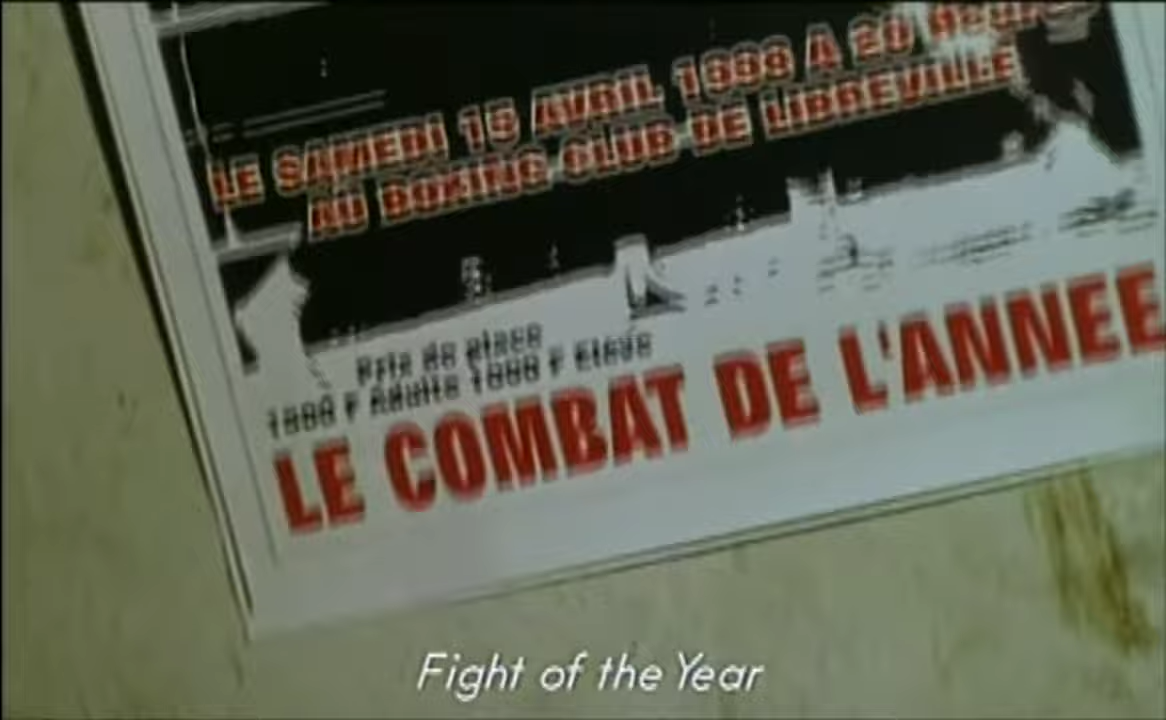 LE SAMEDI 15 AVRIL 1999 A 20 HEURES
AU BOXING CLUB DE LIBREVILLE
Prix de place
1000 F Adulte 1000 F Elève
LE COMBAT DE L'ANNEE
Fight of the Year